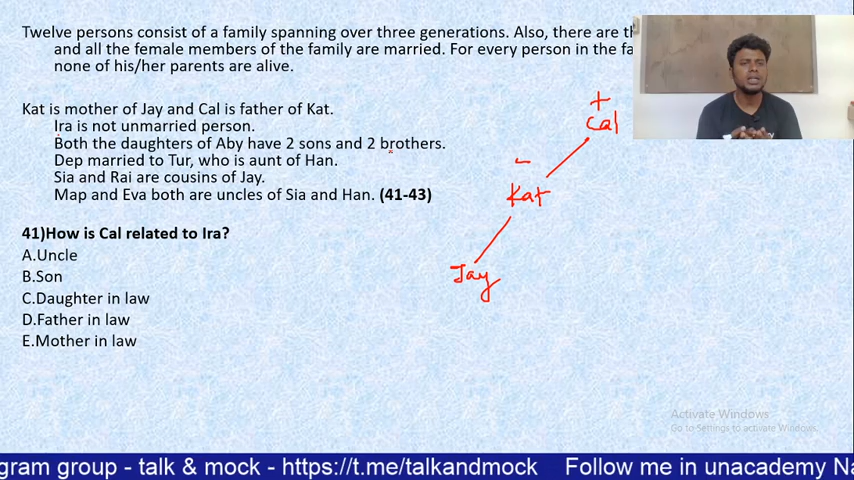 Twelve persons consist of a family spanning over three generations. Also, there are
and all the female members of the family are married. For every person in the
none of his/her parents are alive.
Kat is mother of Jay and Cal is father of Kat.
Ira is not unmarried person.
Both the daughters of Aby have 2 sons and 2 brothers.
Dep married to Tur, who is aunt of Han.
Sia and Rai are cousins of Jay.
Map and Eva both are uncles of Sia and Han. (41-43)
41)How is Cal related to Ira?
A.Uncle
B.Son
C.Daughter in law
D.Father in law
E.Mother in law
+
Cal
-
Kat
Jay
Activate Windows
Go to Settings to activate Windows.
gram group - talk & mock - https://t.me/talkandmock Follow me in unacademy